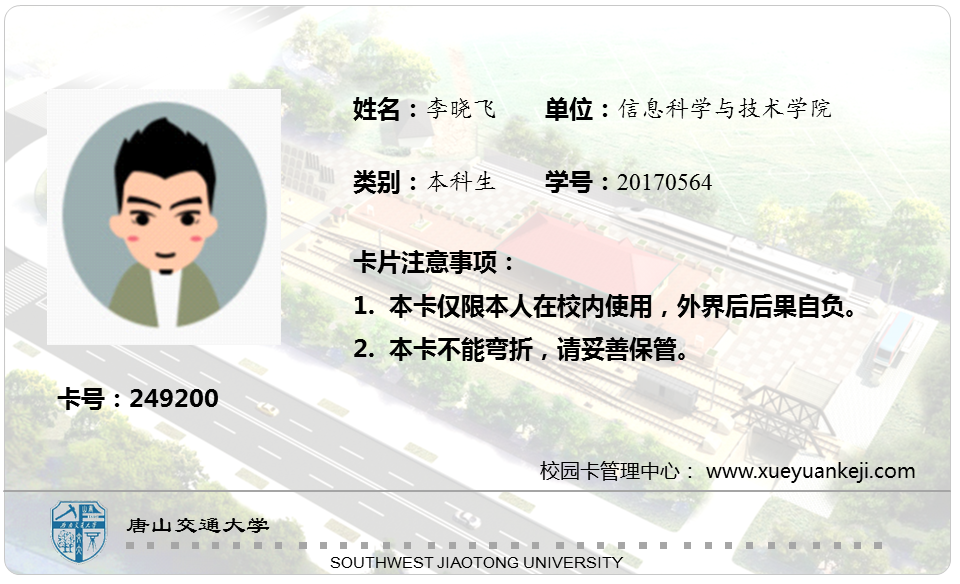 姓名：李晓飞 单位：信息科学与技术学院
类别：本科生 学号：20170564
卡片注意事项：
1. 本卡仅限本人在校内使用，外界后后果自负。
2. 本卡不能弯折，请妥善保管。
卡号：249200
校园卡管理中心： www.xueyuankeji.com
唐山交通大学
SOUTHWEST JIAOTONG UNIVERSITY